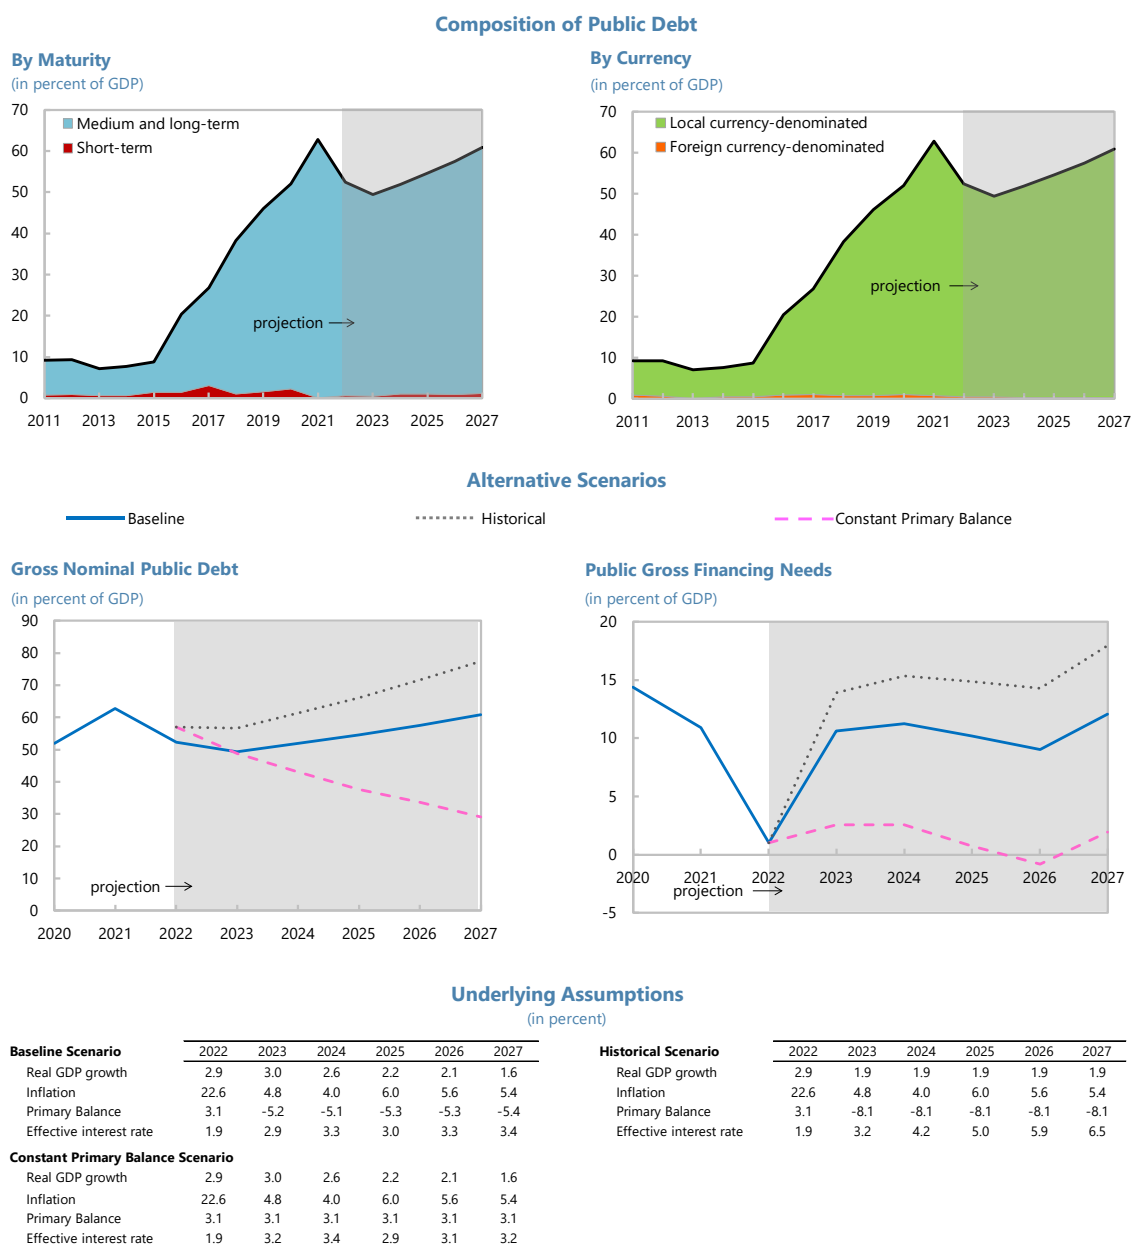 Composition of Public Debt
By Maturity
(in percent of GDP)
70
60
50
40
30
20
10
0
Medium and long-term
Short-term
projection
2011 2013 2015 2017 2019 2021 2023 2025 2027
By Currency
(in percent of GDP)
70
60
50
40
30
20
10
0
Local currency-denominated
Foreign currency-denominated
projection
2011 2013 2015 2017 2019 2021 2023 2025 2027
Alternative Scenarios
Baseline Historical Constant Primary Balance
Gross Nominal Public Debt
(in percent of GDP)
90
80
70
60
50
40
30
20
10
0
projection
2020 2021 2022 2023 2024 2025 2026 2027
Public Gross Financing Needs
(in percent of GDP)
20
15
10
5
0
-5
2020 2021 2022 2023 2024 2025 2026 2027
projection
Underlying Assumptions
(in percent)
Baseline Scenario 2022 2023 2024 2025 2026 2027
Real GDP growth 2.9 3.0 2.6 2.2 2.1 1.6
Inflation 22.6 4.8 4.0 6.0 5.6 5.4
Primary Balance 3.1 -5.2 -5.1 -5.3 -5.3 -5.4
Effective interest rate 1.9 2.9 3.3 3.0 3.3 3.4
Constant Primary Balance Scenario
Real GDP growth 2.9 3.0 2.6 2.2 2.1 1.6
Inflation 22.6 4.8 4.0 6.0 5.6 5.4
Primary Balance 3.1 3.1 3.1 3.1 3.1 3.1
Effective interest rate 1.9 3.2 3.4 2.9 3.1 3.2
Historical Scenario 2022 2023 2024 2025 2026 2027
Real GDP growth 2.9 1.9 1.9 1.9 1.9 1.9
Inflation 22.6 4.8 4.0 6.0 5.6 5.4
Primary Balance 3.1 -8.1 -8.1 -8.1 -8.1 -8.1
Effective interest rate 1.9 3.2 4.2 5.0 5.9 6.5